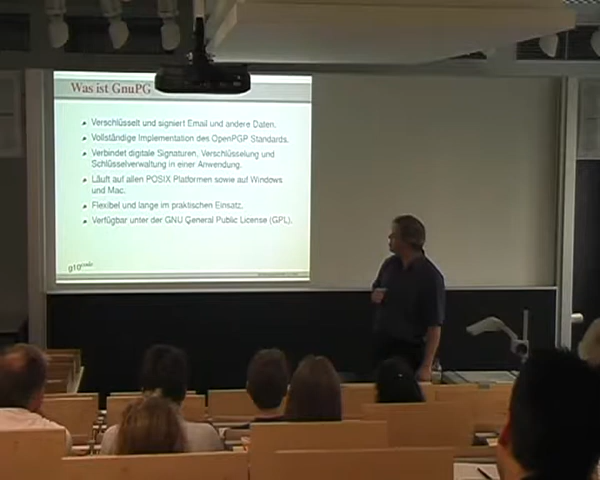 Was ist GnuPG
Verschlüsselt und signiert Email und andere Daten.
Vollständige Implementation des OpenPGP Standards.
Verbindet digitale Signaturen, Verschlüsselung und
Schlüsselverwaltung in einer Anwendung.
Läuft auf allen POSIX Platformen sowie auf Windows
und Mac.
Flexibel und lange im praktischen Einsatz.
Verfügbar unter der GNU General Public License (GPL).
g10code